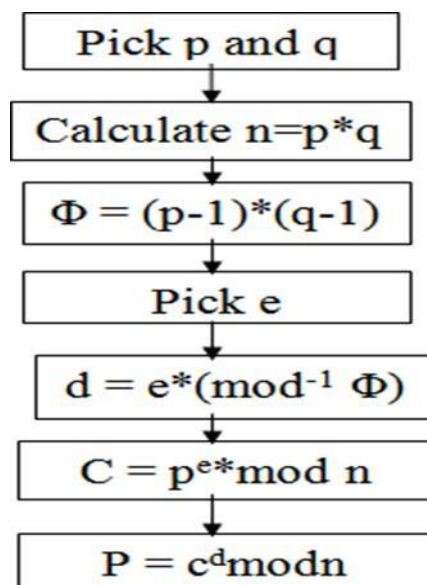 Pick p and q
Calculate n=p*q
Φ = (p-1)*(q-1)
Pick e
d = e*(mod⁻¹ Φ)
C = pᵉ*mod n
P = cᵈmodn